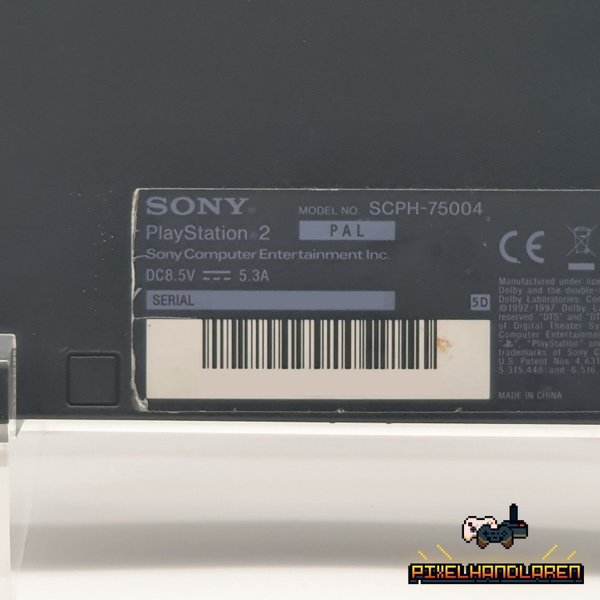 SONY®
MODEL NO. SCPH-75004
PlayStation®2
PAL
Sony Computer Entertainment Inc.
DC8.5V 5.3A
SERIAL
5D
CE
Manufactured under lice
Dolby and the double-
Dolby Laboratories. Con
©1992-1997 Dolby L
reserved. "DTS" and "DT
of Digital Theater Sy
Computer Entertainmen
"PlayStation" and
trademarks of Sony C
U.S. Patent Nos. 4,631
5,315,448; and 6,516,
MADE IN CHINA
PIXELHANDLAREN